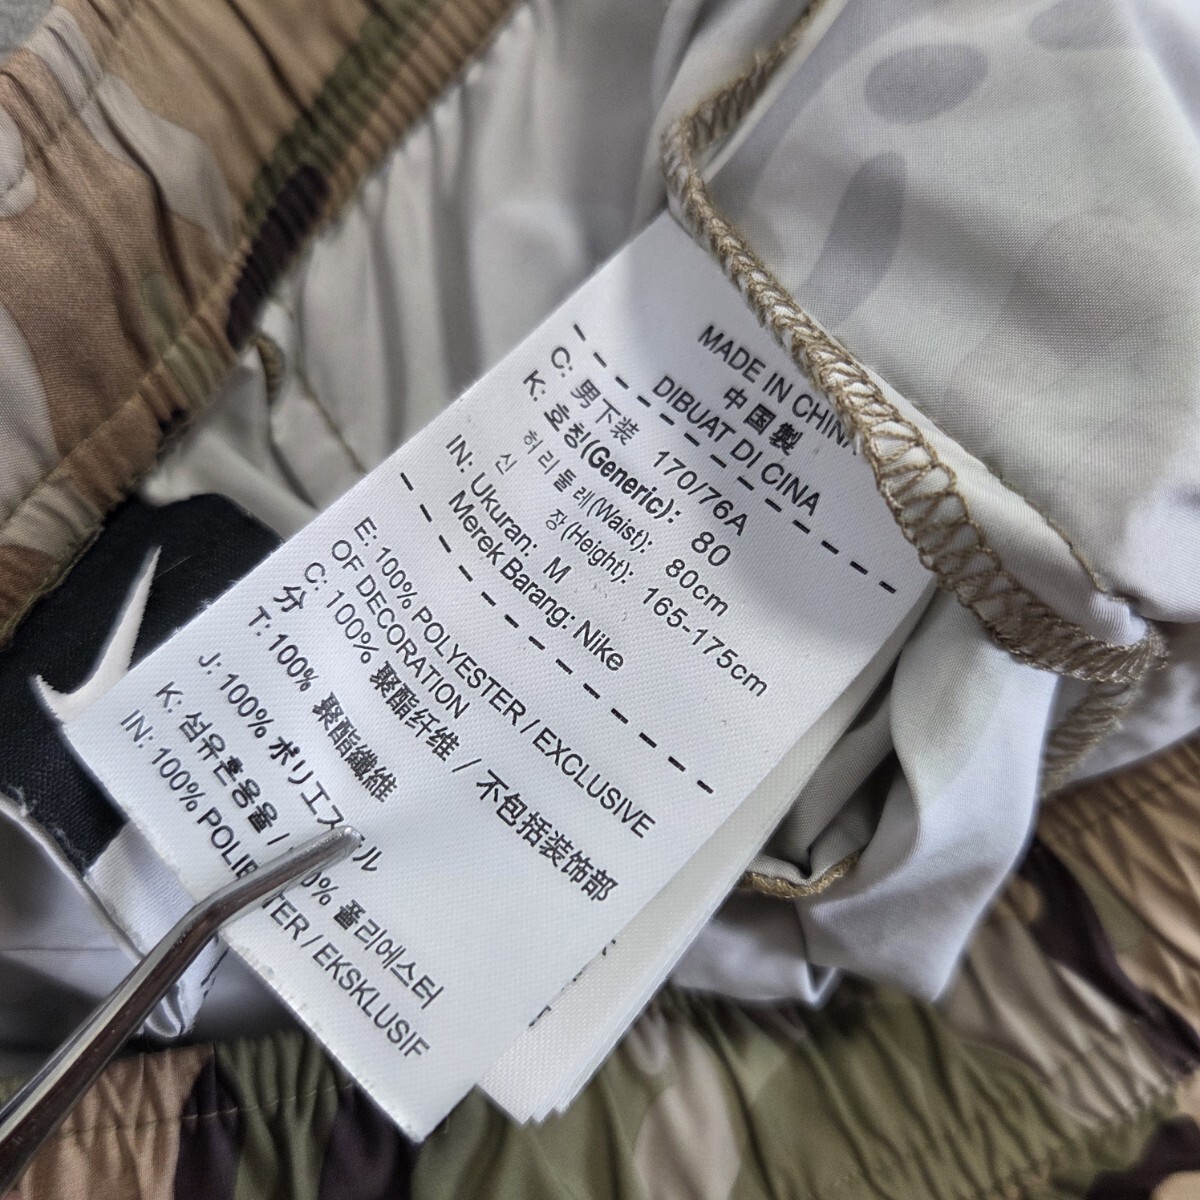 MADE IN CHINA
中国製
DIBUAT DI CINA
C: 男下装 170/76A
K: 호칭(Generic): 80
허리둘레(Waist): 80cm
신 장(Height): 165-175cm
IN: Ukuran: M
Merek Barang: Nike
E: 100% POLYESTER / EXCLUSIVE
OF DECORATION
C: 100% 聚酯纤维 / 不包括装饰部
分
T: 100% 聚酯纖維
J: 100% ポリエステル
K: 섬유혼용율 / 100% 폴리에스터
IN: 100% POLIESTER / EKSKLUSIF